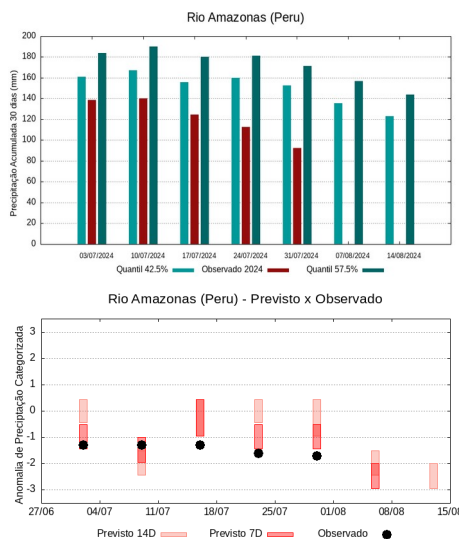 Rio Amazonas (Peru)
Precipitação Acumulada 30 dias (mm)
200
180
160
140
120
100
80
60
40
20
0
03/07/2024 10/07/2024 17/07/2024 24/07/2024 31/07/2024 07/08/2024 14/08/2024
Quantil 42.5% Observado 2024 Quantil 57.5%
Rio Amazonas (Peru) - Previsto x Observado
Anomalia de Precipitação Categorizada
3
2
1
0
-1
-2
-3
27/06 04/07 11/07 18/07 25/07 01/08 08/08 15/08
Previsto 14D Previsto 7D Observado